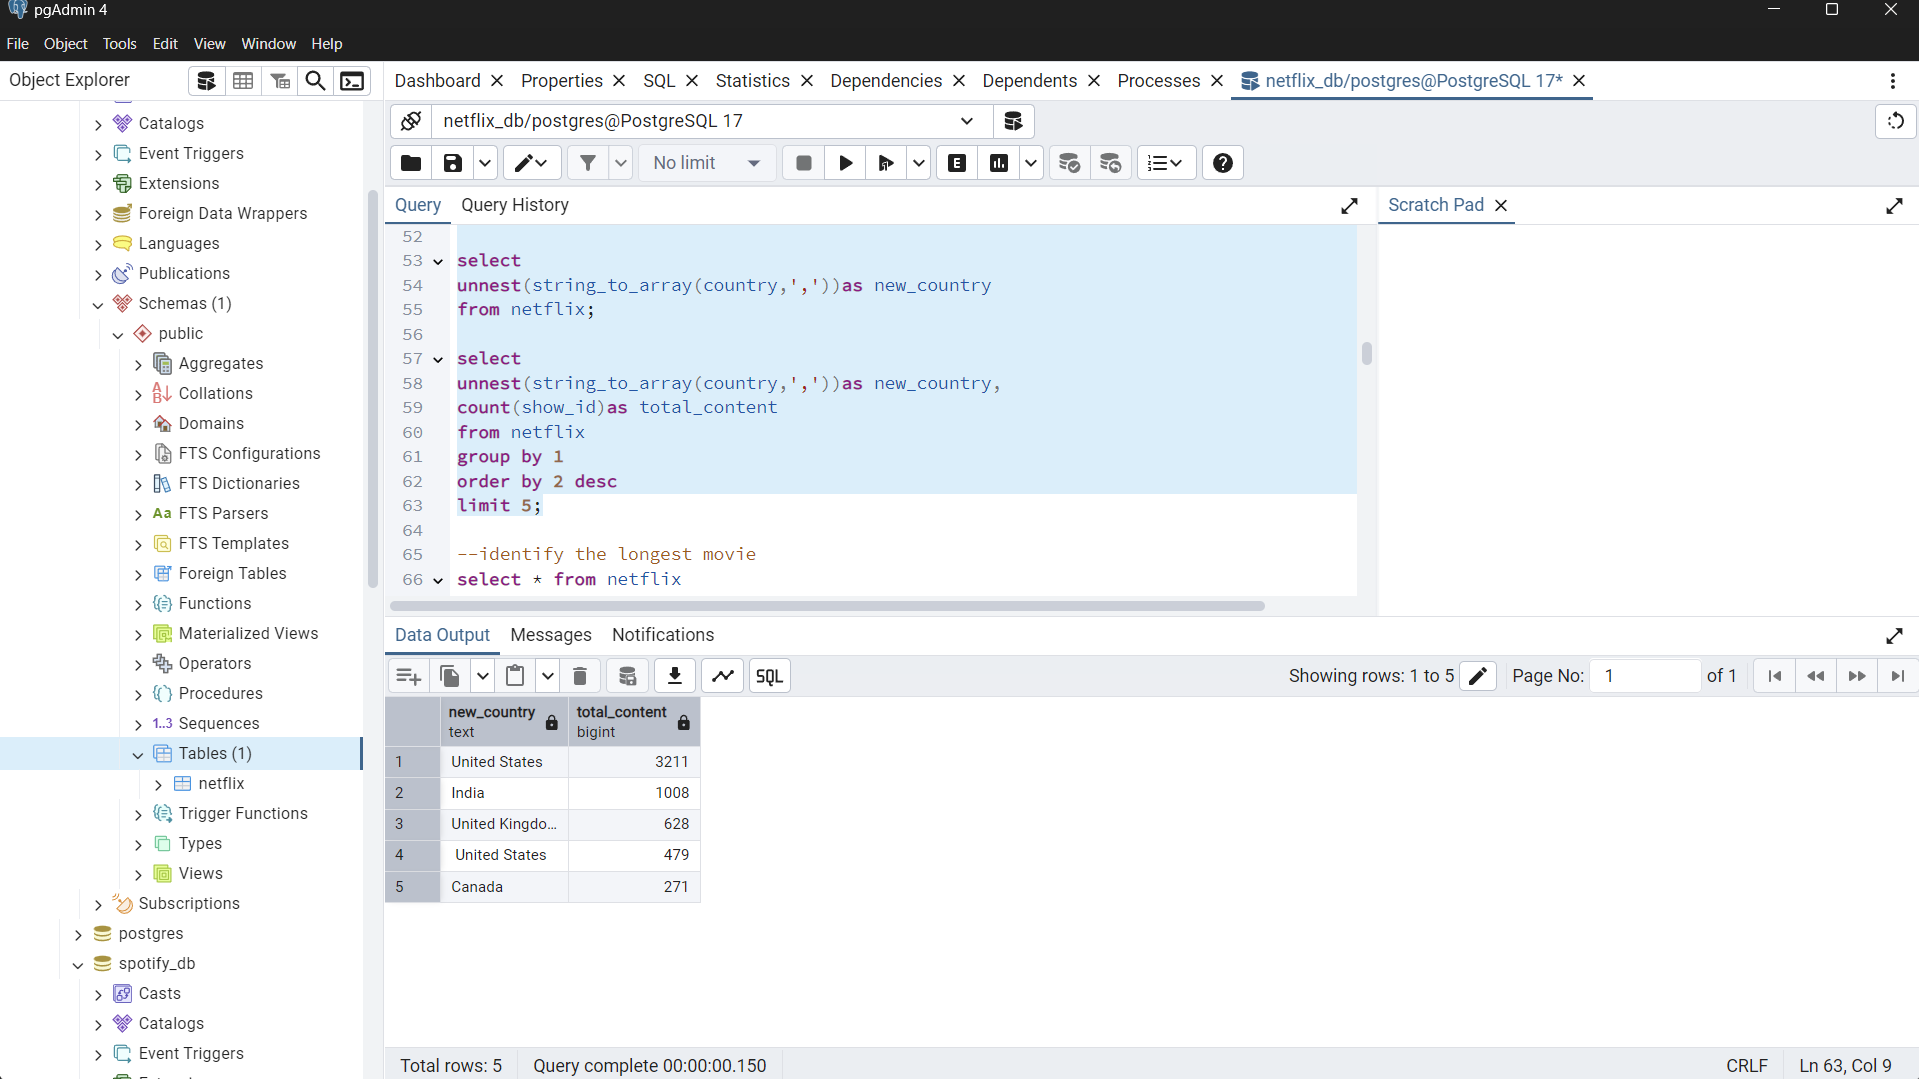 pgAdmin 4
File Object Tools Edit View Window Help
Object Explorer
Dashboard Properties SQL Statistics Dependencies Dependents Processes netflix_db/postgres@PostgreSQL 17*
netflix_db/postgres@PostgreSQL 17
No limit
E
Query Query History
Scratch Pad
Catalogs
Event Triggers
Extensions
Foreign Data Wrappers
Languages
Publications
Schemas (1)
public
Aggregates
Collations
Domains
FTS Configurations
FTS Dictionaries
Aa FTS Parsers
FTS Templates
Foreign Tables
Functions
Materialized Views
Operators
Procedures
1..3 Sequences
Tables (1)
netflix
Trigger Functions
Types
Views
Subscriptions
postgres
spotify_db
Casts
Catalogs
Event Triggers
52
53 select
54 unnest(string_to_array(country,','))as new_country
55 from netflix;
56
57 select
58 unnest(string_to_array(country,','))as new_country,
59 count(show_id)as total_content
60 from netflix
61 group by 1
62 order by 2 desc
63 limit 5;
64
65 --identify the longest movie
66 select * from netflix
Data Output Messages Notifications
SQL
Showing rows: 1 to 5 Page No: 1 of 1
new_country text total_content bigint
1 United States 3211
2 India 1008
3 United Kingdo... 628
4 United States 479
5 Canada 271
Total rows: 5 Query complete 00:00:00.150 CRLF Ln 63, Col 9